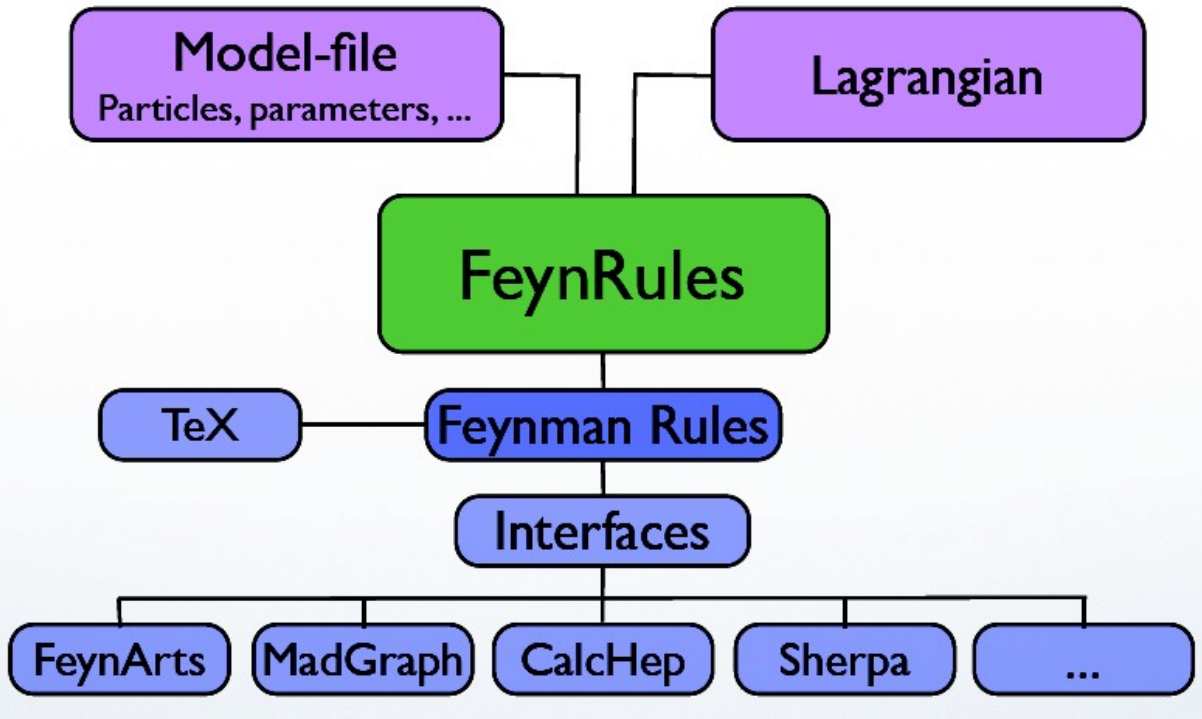 Model-file
Particles, parameters, ...
Lagrangian
FeynRules
TeX
Feynman Rules
Interfaces
FeynArts
MadGraph
CalcHep
Sherpa
...